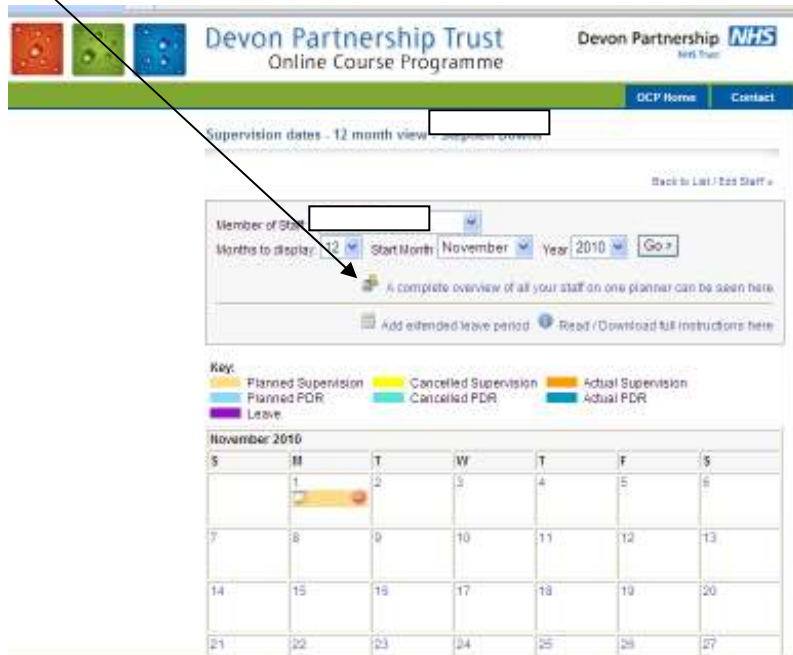 Devon Partnership Trust
Online Course Programme
Devon Partnership NHS
NHS Trust
OCP Home Contact
Supervision dates - 12 month view -
Back to List / Edit Staff »
Member of Staff
Months to display 12 Start Month November Year 2010 Go »
A complete overview of all your staff on one planner can be seen here
Add extended leave period Read / Download full instructions here
Key:
Planned Supervision Cancelled Supervision Actual Supervision
Planned PDR Cancelled PDR Actual PDR
Leave
November 2010
S M T W T F S
1 2 3 4 5 6
7 8 9 10 11 12 13
14 15 16 17 18 19 20
21 22 23 24 25 26 27